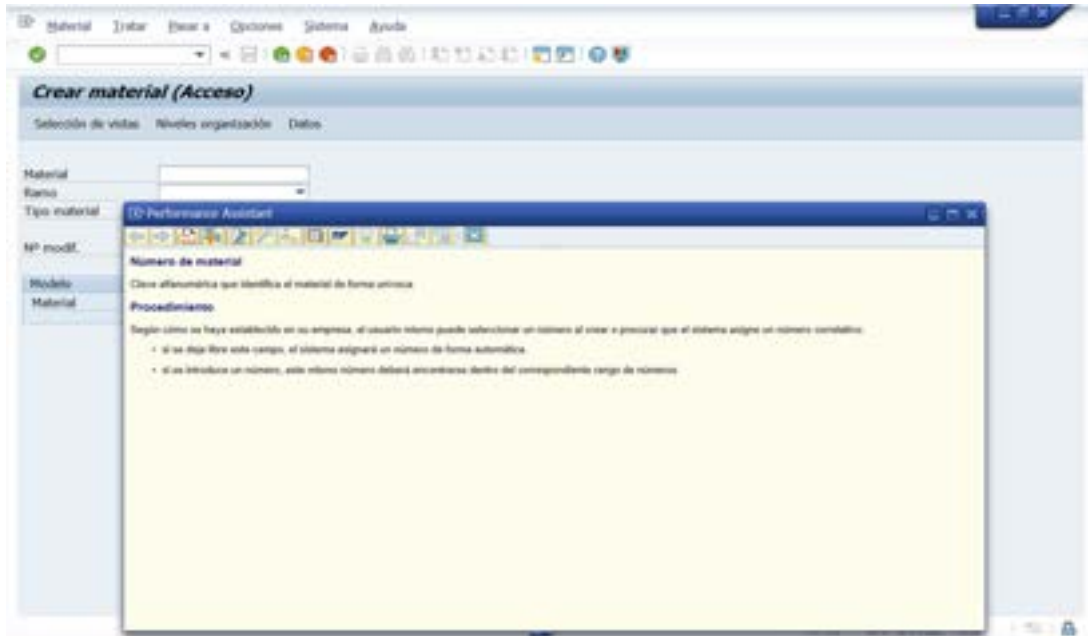 Material Tratar Pasar a Opciones Sistema Ayuda
Crear material (Acceso)
Selección de vistas Niveles organización Datos
Material
Ramo
Tipo material
Nº modif.
Modelo
Material
Performance Assistant
Número de material
Clave alfanumérica que identifica el material de forma unívoca
Procedimiento
Según cómo se haya establecido en su empresa, el usuario mismo puede seleccionar un número al crear o procurar que el sistema asigne un número correlativo:
• si se deja libre este campo, el sistema asignará un número de forma automática.
• si se introduce un número, este mismo número deberá encontrarse dentro del correspondiente rango de números